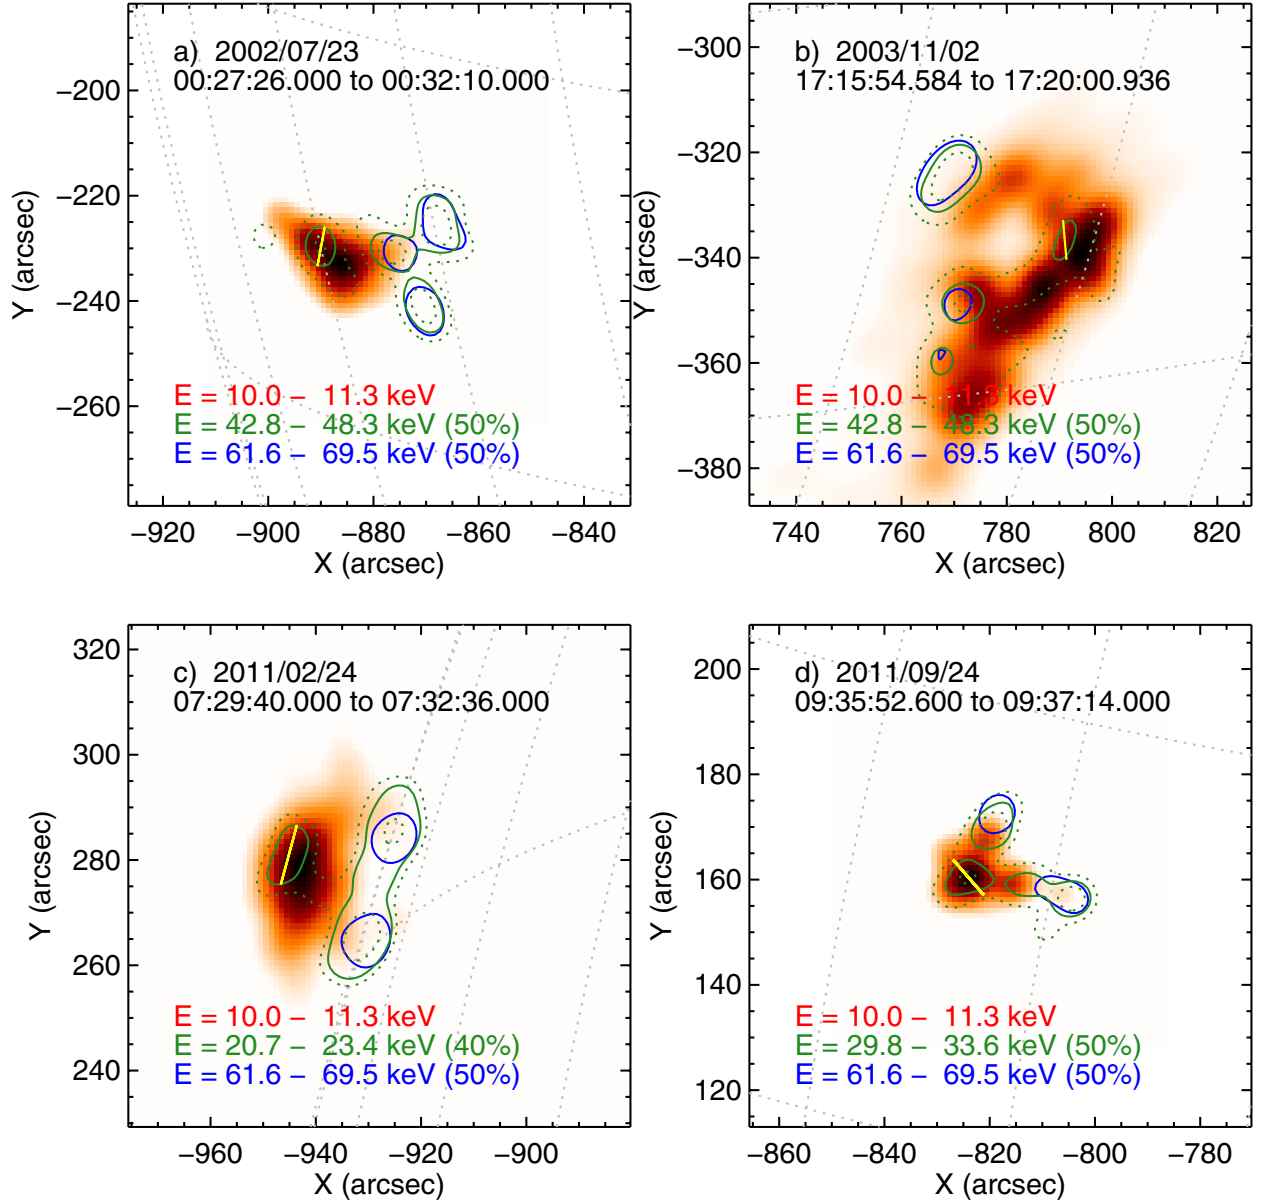 a) 2002/07/23
00:27:26.000 to 00:32:10.000
−200
−220
−240
−260
Y (arcsec)
E = 10.0 − 11.3 keV
E = 42.8 − 48.3 keV (50%)
E = 61.6 − 69.5 keV (50%)
−920 −900 −880 −860 −840
X (arcsec)
b) 2003/11/02
17:15:54.584 to 17:20:00.936
−300
−320
−340
−360
−380
Y (arcsec)
E = 10.0 − 11.3 keV
E = 42.8 − 48.3 keV (50%)
E = 61.6 − 69.5 keV (50%)
740 760 780 800 820
X (arcsec)
c) 2011/02/24
07:29:40.000 to 07:32:36.000
320
300
280
260
240
Y (arcsec)
E = 10.0 − 11.3 keV
E = 20.7 − 23.4 keV (40%)
E = 61.6 − 69.5 keV (50%)
−960 −940 −920 −900
X (arcsec)
d) 2011/09/24
09:35:52.600 to 09:37:14.000
200
180
160
140
120
Y (arcsec)
E = 10.0 − 11.3 keV
E = 29.8 − 33.6 keV (50%)
E = 61.6 − 69.5 keV (50%)
−860 −840 −820 −800 −780
X (arcsec)